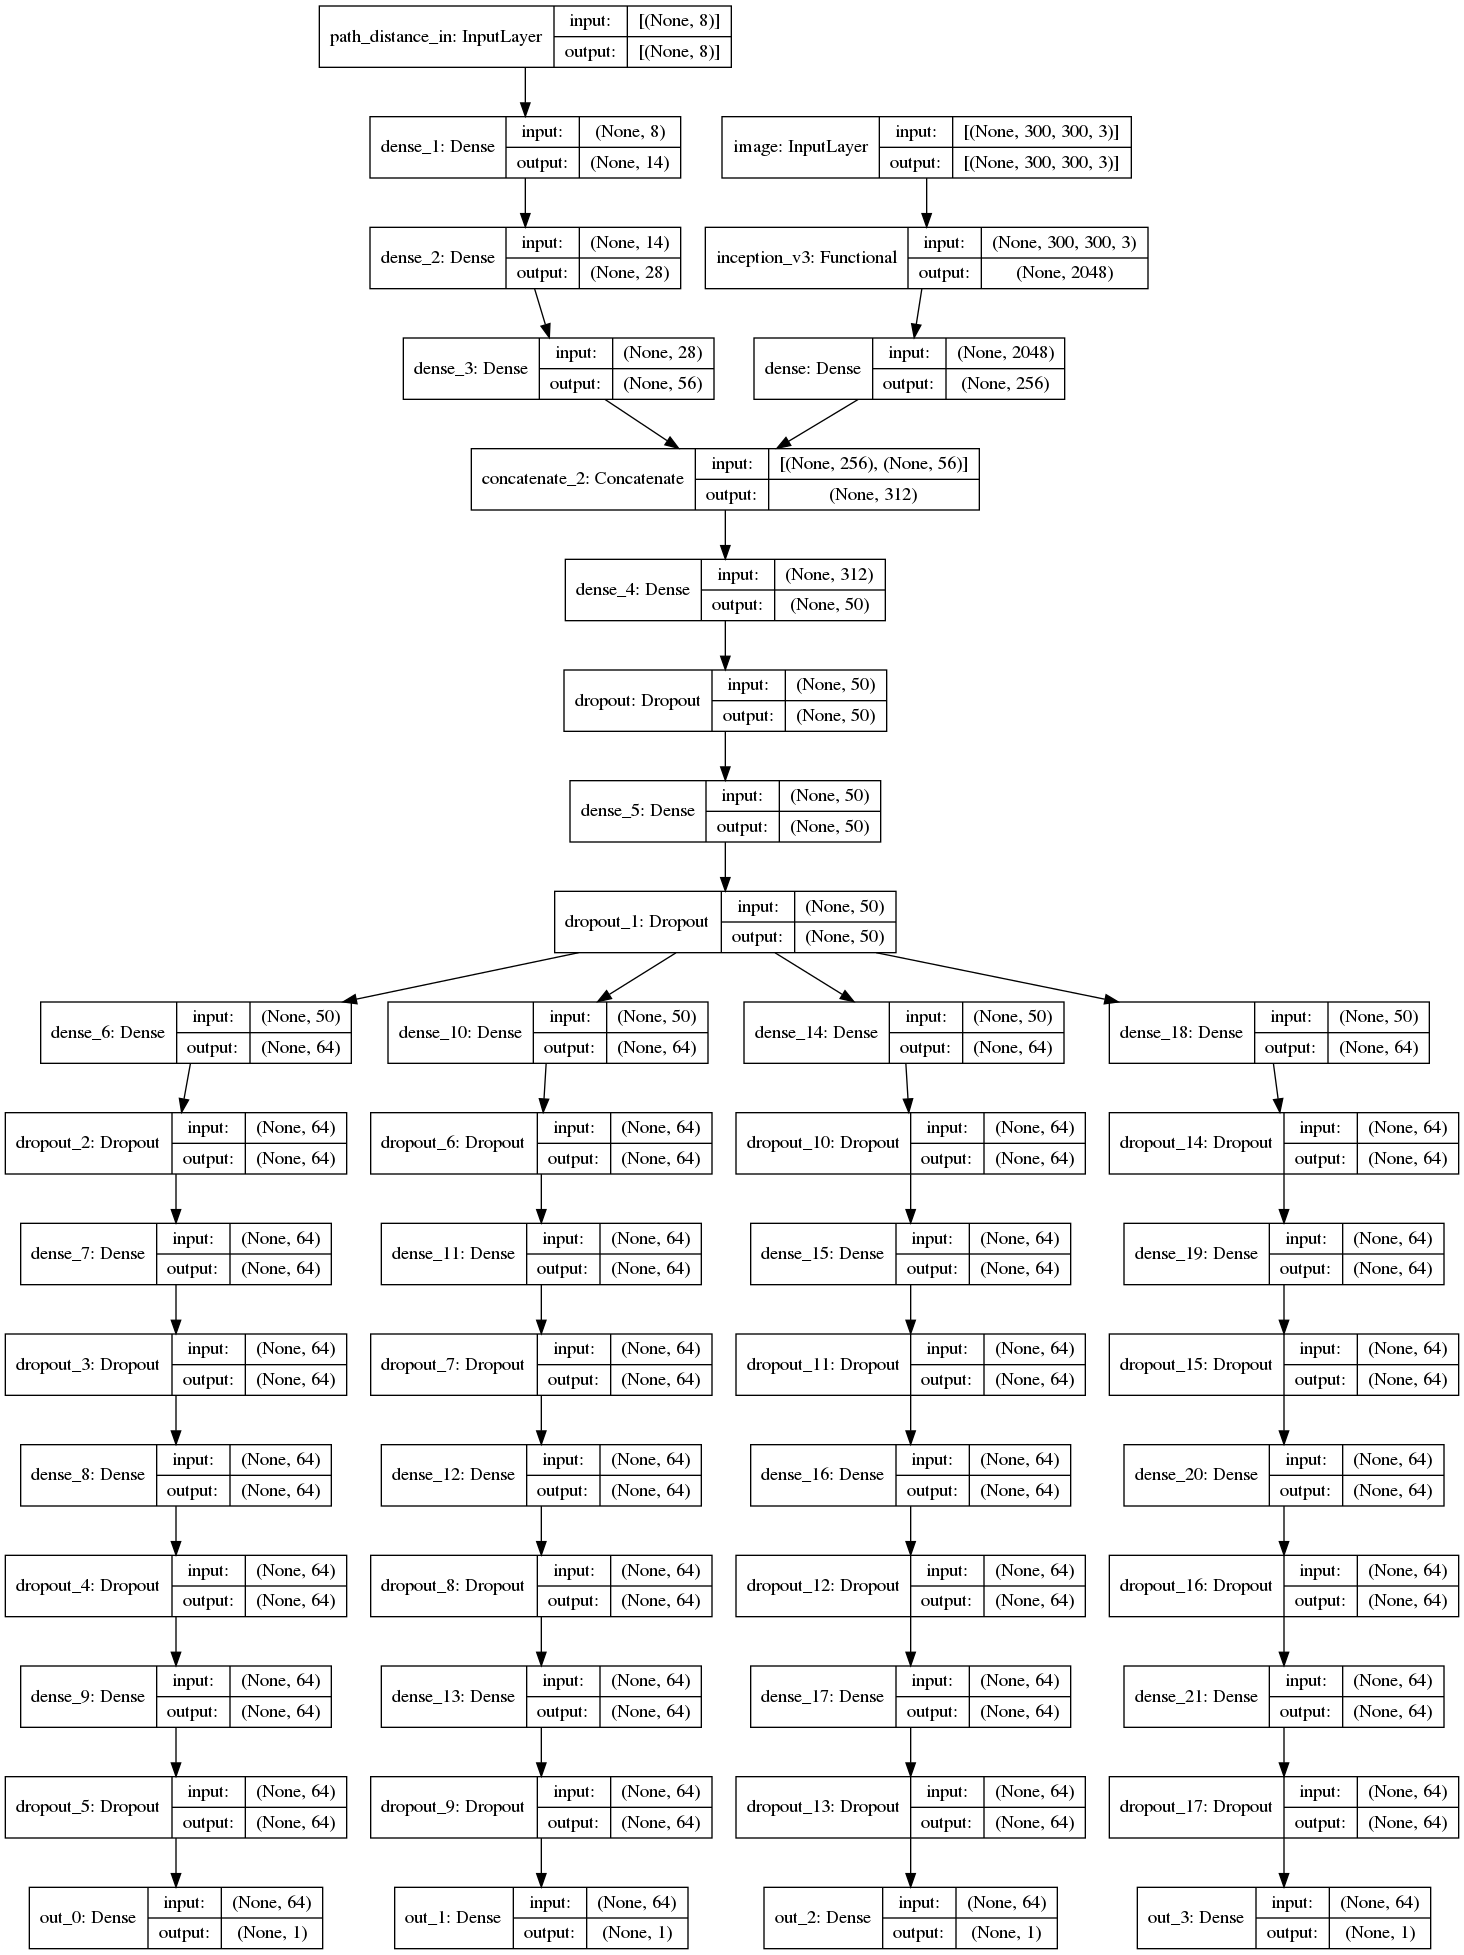 path_distance_in: InputLayer
input: [(None, 8)]
output: [(None, 8)]
dense_1: Dense
input: (None, 8)
output: (None, 14)
image: InputLayer
input: [(None, 300, 300, 3)]
output: [(None, 300, 300, 3)]
dense_2: Dense
input: (None, 14)
output: (None, 28)
inception_v3: Functional
input: (None, 300, 300, 3)
output: (None, 2048)
dense_3: Dense
input: (None, 28)
output: (None, 56)
dense: Dense
input: (None, 2048)
output: (None, 256)
concatenate_2: Concatenate
input: [(None, 256), (None, 56)]
output: (None, 312)
dense_4: Dense
input: (None, 312)
output: (None, 50)
dropout: Dropout
input: (None, 50)
output: (None, 50)
dense_5: Dense
input: (None, 50)
output: (None, 50)
dropout_1: Dropout
input: (None, 50)
output: (None, 50)
dense_6: Dense
input: (None, 50)
output: (None, 64)
dense_10: Dense
input: (None, 50)
output: (None, 64)
dense_14: Dense
input: (None, 50)
output: (None, 64)
dense_18: Dense
input: (None, 50)
output: (None, 64)
dropout_2: Dropout
input: (None, 64)
output: (None, 64)
dropout_6: Dropout
input: (None, 64)
output: (None, 64)
dropout_10: Dropout
input: (None, 64)
output: (None, 64)
dropout_14: Dropout
input: (None, 64)
output: (None, 64)
dense_7: Dense
input: (None, 64)
output: (None, 64)
dense_11: Dense
input: (None, 64)
output: (None, 64)
dense_15: Dense
input: (None, 64)
output: (None, 64)
dense_19: Dense
input: (None, 64)
output: (None, 64)
dropout_3: Dropout
input: (None, 64)
output: (None, 64)
dropout_7: Dropout
input: (None, 64)
output: (None, 64)
dropout_11: Dropout
input: (None, 64)
output: (None, 64)
dropout_15: Dropout
input: (None, 64)
output: (None, 64)
dense_8: Dense
input: (None, 64)
output: (None, 64)
dense_12: Dense
input: (None, 64)
output: (None, 64)
dense_16: Dense
input: (None, 64)
output: (None, 64)
dense_20: Dense
input: (None, 64)
output: (None, 64)
dropout_4: Dropout
input: (None, 64)
output: (None, 64)
dropout_8: Dropout
input: (None, 64)
output: (None, 64)
dropout_12: Dropout
input: (None, 64)
output: (None, 64)
dropout_16: Dropout
input: (None, 64)
output: (None, 64)
dense_9: Dense
input: (None, 64)
output: (None, 64)
dense_13: Dense
input: (None, 64)
output: (None, 64)
dense_17: Dense
input: (None, 64)
output: (None, 64)
dense_21: Dense
input: (None, 64)
output: (None, 64)
dropout_5: Dropout
input: (None, 64)
output: (None, 64)
dropout_9: Dropout
input: (None, 64)
output: (None, 64)
dropout_13: Dropout
input: (None, 64)
output: (None, 64)
dropout_17: Dropout
input: (None, 64)
output: (None, 64)
out_0: Dense
input: (None, 64)
output: (None, 1)
out_1: Dense
input: (None, 64)
output: (None, 1)
out_2: Dense
input: (None, 64)
output: (None, 1)
out_3: Dense
input: (None, 64)
output: (None, 1)